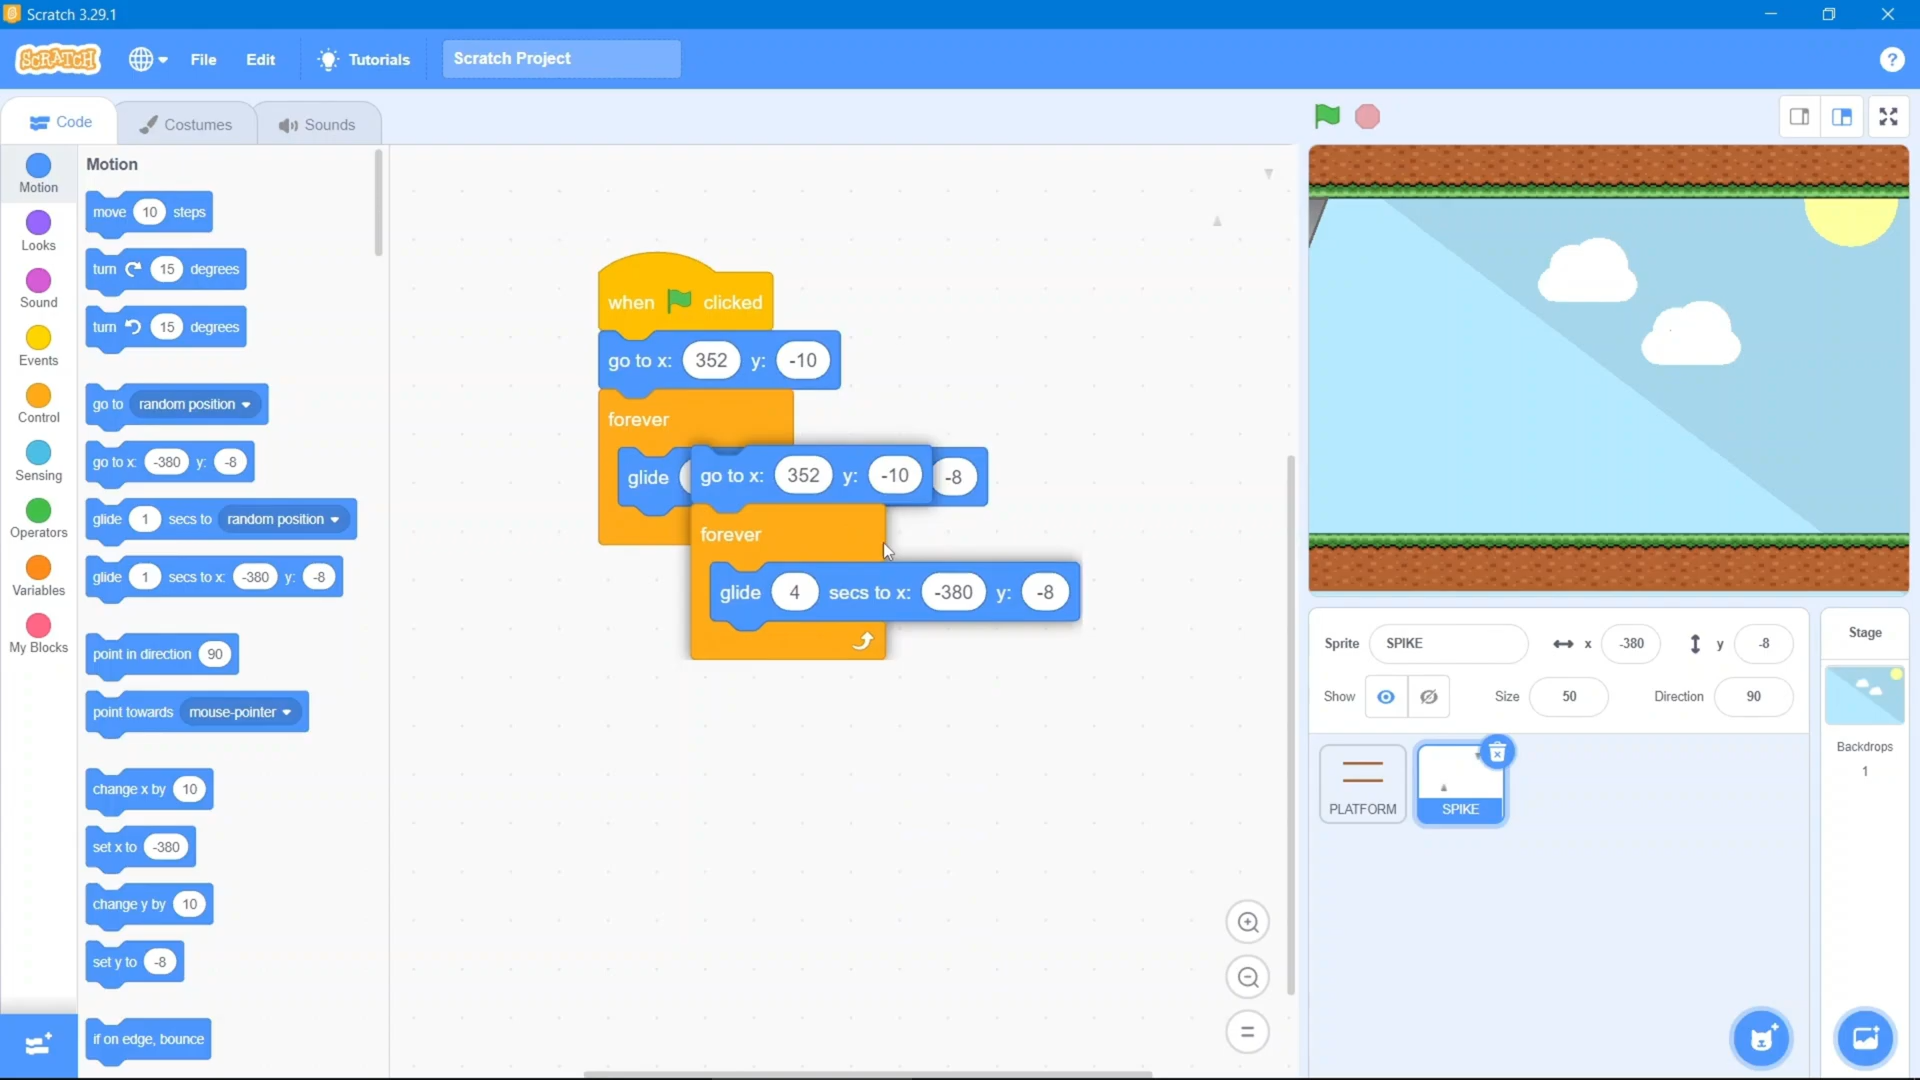 Scratch 3.29.1
SCRATCH
File
Edit
Tutorials
Scratch Project
?
Code
Costumes
Sounds
Motion
Looks
Sound
Events
Control
Sensing
Operators
Variables
My Blocks
Motion
move 10 steps
turn 15 degrees
turn 15 degrees
go to random position
go to x: -380 y: -8
glide 1 secs to random position
glide 1 secs to x: -380 y: -8
point in direction 90
point towards mouse-pointer
change x by 10
set x to -380
change y by 10
set y to -8
if on edge, bounce
when clicked
go to x: 352 y: -10
forever
glide -8
go to x: 352 y: -10
forever
glide 4 secs to x: -380 y: -8
Sprite SPIKE x -380 y -8
Show Size 50 Direction 90
PLATFORM
SPIKE
Stage
Backdrops
1